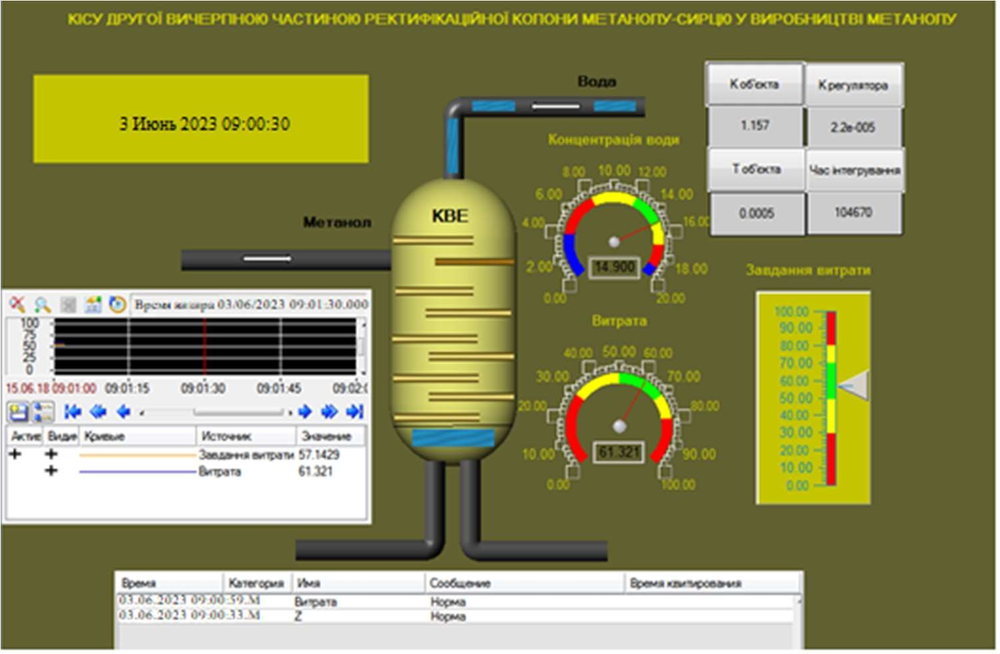 КІСУ ДРУГОЇ ВИЧЕРПНОЮ ЧАСТИНОЮ РЕКТИФІКАЦІЙНОЇ КОЛОНИ МЕТАНОЛУ-СИРЦЮ У ВИРОБНИЦТВІ МЕТАНОЛУ
3 Июнь 2023 09:00:30
Вода
К об'єкта
К регулятора
1.157
2.2e-005
Т об'єкта
Час інтегрування
0.0005
104670
Концентрація води
0.00
2.00
4.00
6.00
8.00
10.00
12.00
14.00
16.00
18.00
20.00
14.900
Метанол
КВЕ
Витрата
0.00
10.00
20.00
30.00
40.00
50.00
60.00
70.00
80.00
90.00
100.00
61.321
Завдання витрати
100.00
90.00
80.00
70.00
60.00
50.00
40.00
30.00
20.00
10.00
0.00
Время 03/06/2023 09:01:30.000
100
75
50
25
0
15.06.18 09:01:00 09:01:15 09:01:30 09:01:45 09:02:0
Актив Види Кривые Источник Значение
Завдання витрати 57.1429
Витрата 61.321
Время Категория Имя Сообщение Время квитирования
03.06.2023 09:00:59.М Витрата Норма
03.06.2023 09:00:33.М Z Норма